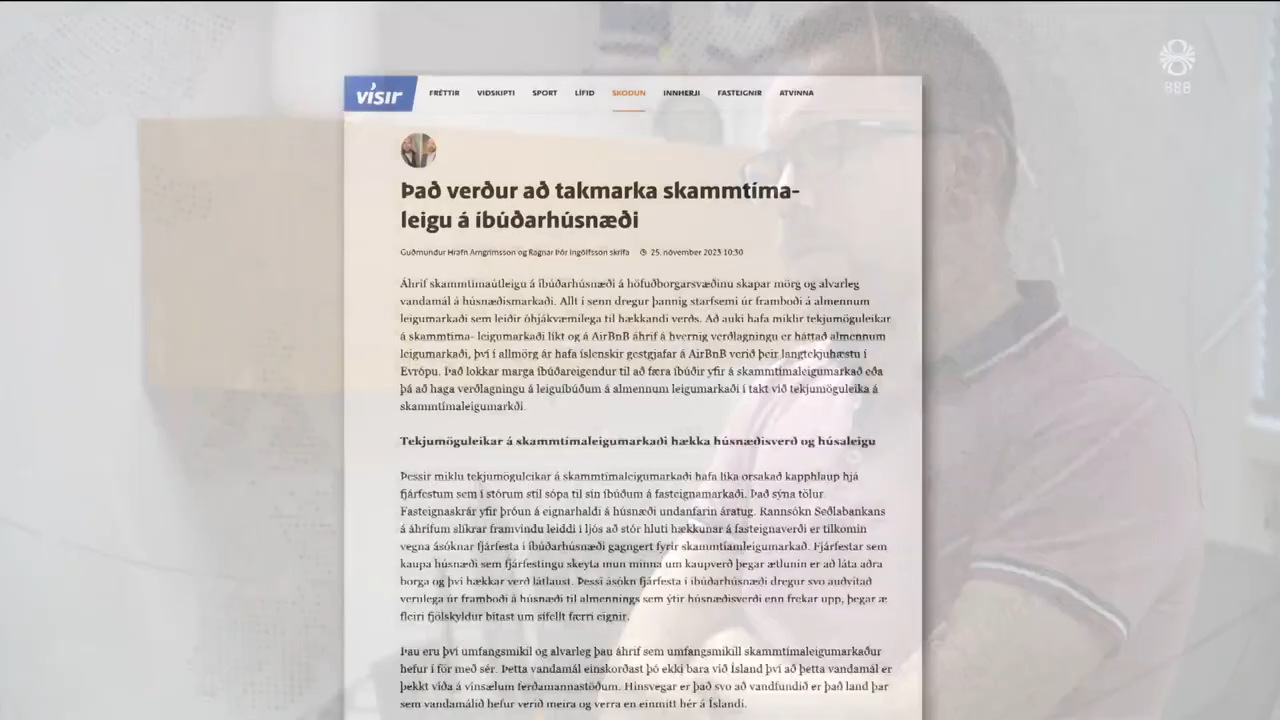 vísir
FRÉTTIR VIÐSKIPTI SPORT LÍFIÐ SKOÐUN INNHERJI FASTEIGNIR ATVINNA
888
Það verður að takmarka skammtíma-
leigu á íbúðarhúsnæði
Guðmundur Hrafn Arngrímsson og Ragnar Þór Ingólfsson skrifa 25. nóvember 2023 10:30
Áhrif skammtímaútleigu á íbúðarhúsnæði á höfuðborgarsvæðinu skapar mörg og alvarleg
vandamál á húsnæðismarkaði. Allt í senn dregur þannig starfsemi úr framboði á almennum
leigumarkaði sem leiðir óhjákvæmilega til hækkandi verðs. Að auki hafa miklir tekjumöguleikar
á skammtíma- leigumarkaði líkt og á AirBnB áhrif á hvernig verðlagningu er háttað almennum
leigumarkaði, því í allmörg ár hafa íslenskir gestgjafar á AirBnB verið þeir langtekjuhæstu í
Evrópu. Það lokkar marga íbúðareigendur til að færa íbúðir yfir á skammtímaleigumarkað eða
þá að haga verðlagningu á leiguíbúðum á almennum leigumarkaði í takt við tekjumöguleika á
skammtímaleigumarkði.
Tekjumöguleikar á skammtímaleigumarkaði hækka húsnæðisverð og húsaleigu
Þessir miklu tekjumöguleikar á skammtímaleigumarkaði hafa líka orsakað kapphlaup hjá
fjárfestum sem í stórum stíl sópa til sín íbúðum á fasteignamarkaði. Það sýna tölur
Fasteignaskrár yfir þróun á eignarhaldi á húsnæði undanfarin áratug. Rannsókn Seðlabankans
á áhrifum slíkrar framvindu leiddi í ljós að stór hluti hækkunar á fasteignaverði er tilkomin
vegna ásóknar fjárfesta í íbúðarhúsnæði gagngert fyrir skammtíamleigumarkað. Fjárfestar sem
kaupa húsnæði sem fjárfestingu skeyta mun minna um kaupverð þegar ætlunin er að láta aðra
borga og því hækkar verð látlaust. Þessi ásókn fjárfesta í íbúðarhúsnæði dregur svo auðvitað
verulega úr framboði á húsnæði til almennings sem ýtir húsnæðisverði enn frekar upp, þegar æ
fleiri fjölskyldur bítast um sífellt færri eignir.
Þau eru því umfangsmikil og alvarleg þau áhrif sem umfangsmikill skammtímaleigumarkaður
hefur í för með sér. Þetta vandamál einskorðast þó ekki bara við Ísland því að þetta vandamál er
þekkt víða á vinsælum ferðamannastöðum. Hinsvegar er það svo að vandfundið er það land þar
sem vandamálið hefur verið meira og verra en einmitt hér á Íslandi.